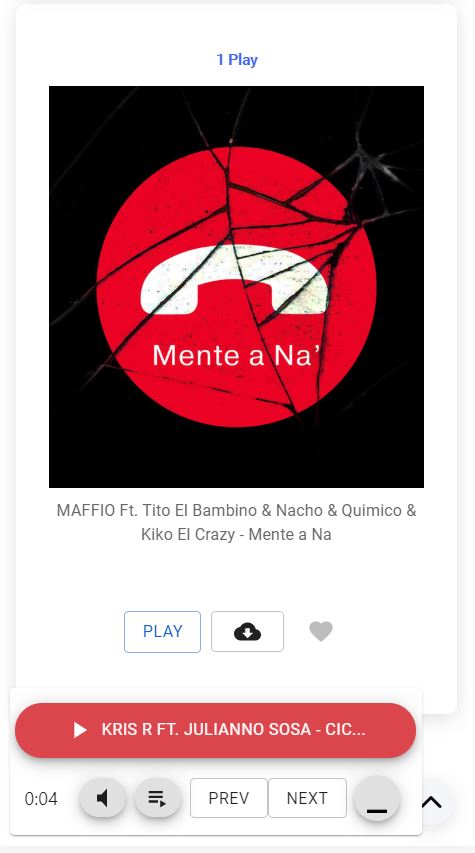 1 Play
Mente a Na'
MAFFIO Ft. Tito El Bambino & Nacho & Quimico &
Kiko El Crazy - Mente a Na
PLAY
KRIS R FT. JULIANNO SOSA - CIC...
0:04
PREV
NEXT